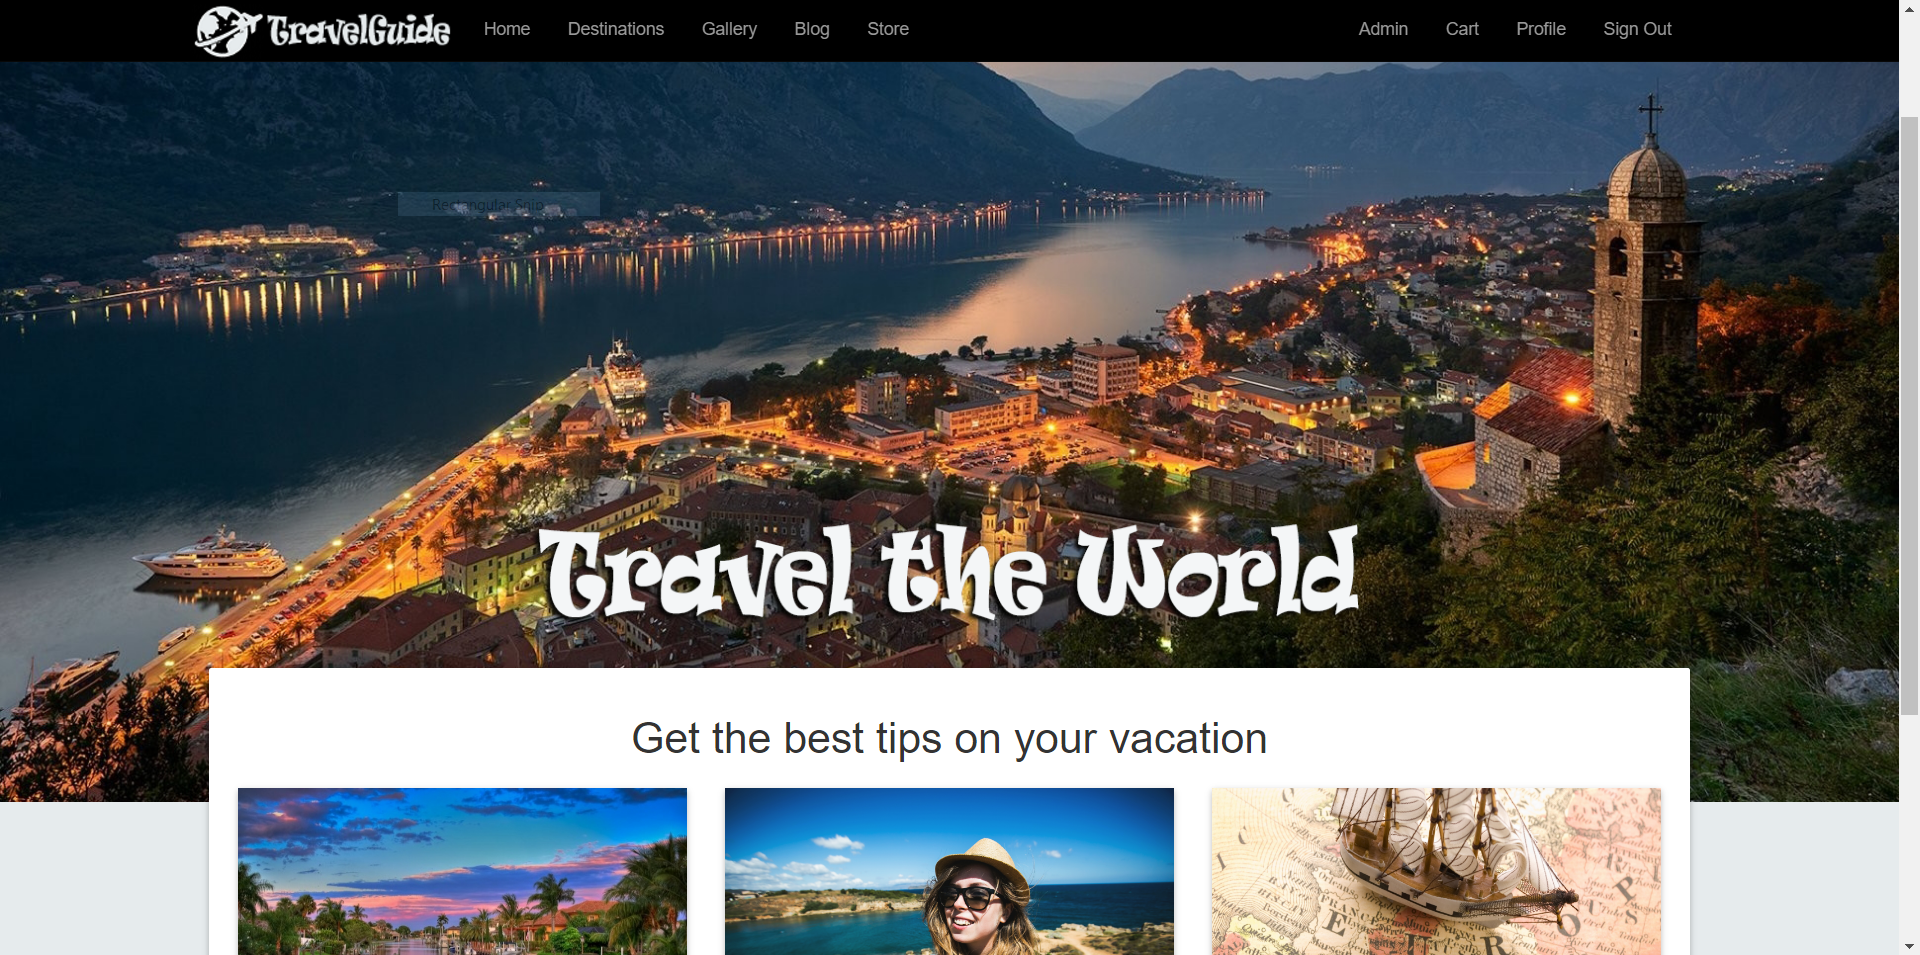 TravelGuide Home Destinations Gallery Blog Store Admin Cart Profile Sign Out
Rectangular Snip
Travel the World
Get the best tips on your vacation